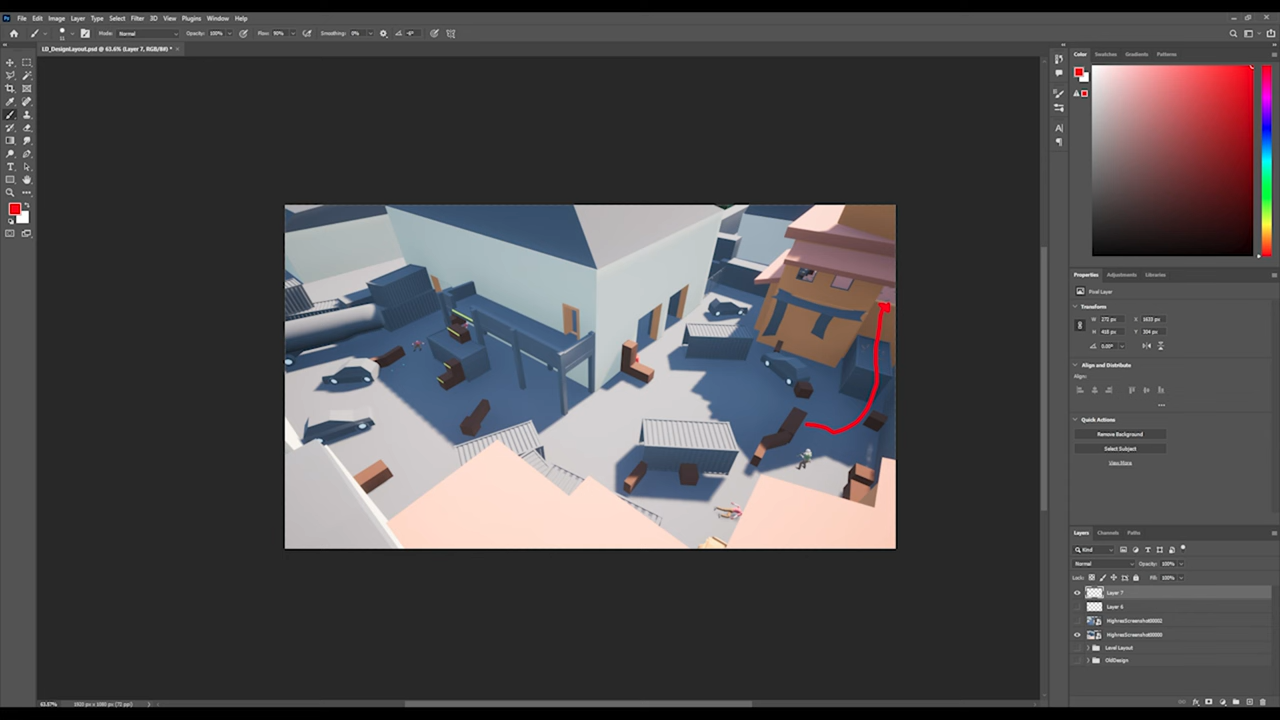 File Edit Image Layer Type Select Filter 3D View Plugins Window Help
Mode: Normal Opacity: 100% Flow: 90% Smoothing: 0%
LD_DesignLayout.psd @ 63.6% (Layer 7, RGB/8#) *
Color Swatches Gradients Patterns
Properties Adjustments Libraries
Pixel Layer
Transform
Align and Distribute
Align:
Quick Actions
Remove Background
Select Subject
View More
Layers Channels Paths
Kind
Normal Opacity: 100%
Lock: Fill: 100%
Layer 7
Layer 6
HighresScreenshot00002
HighresScreenshot00000
Level Layout
OldDesign